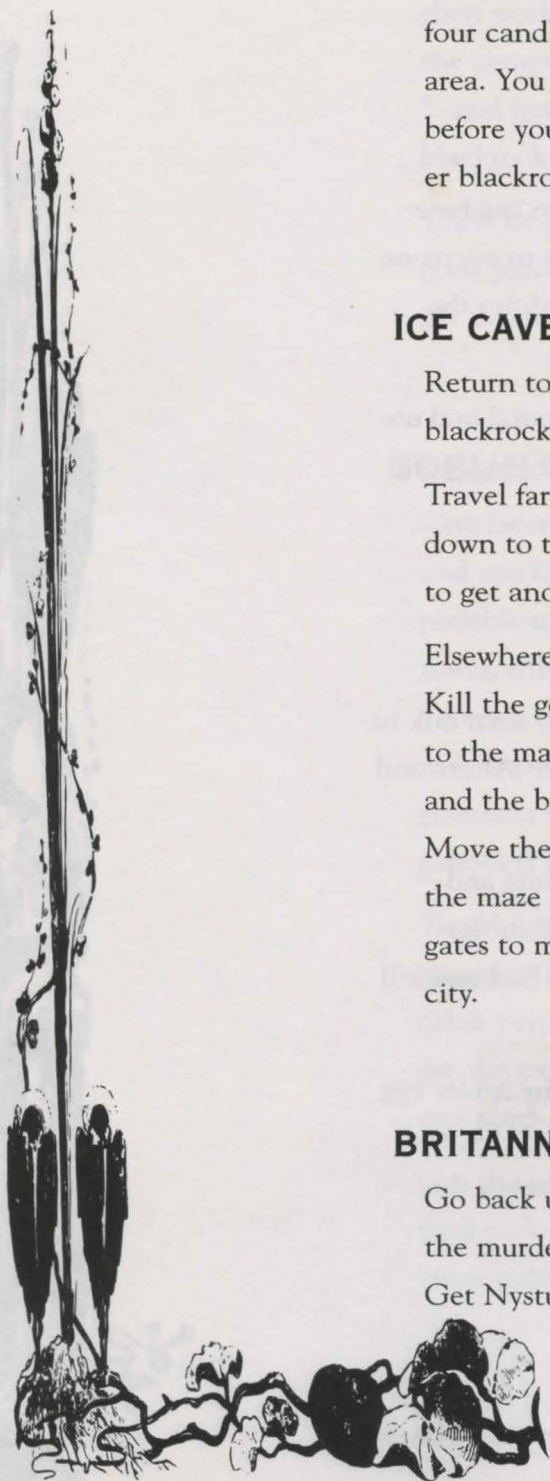 four cand
area. You
before you
er blackro
ICE CAVE
Return to
blackrock
Travel far
down to t
to get ano
Elsewhere
Kill the go
to the ma
and the b
Move the
the maze
gates to m
city.
BRITANN
Go back u
the murde
Get Nystu